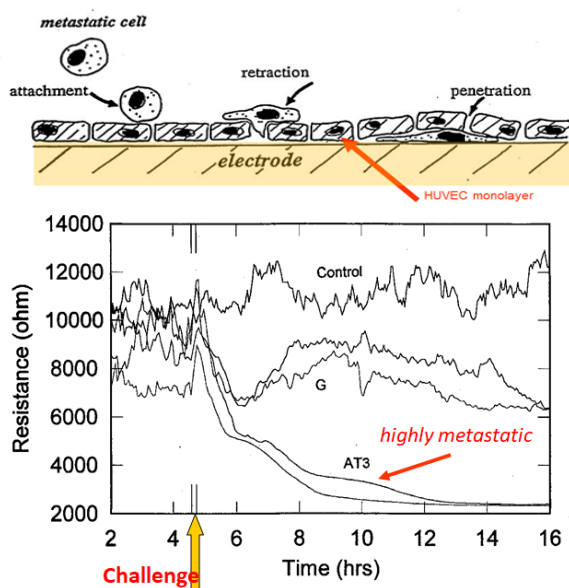 metastatic cell
attachment
retraction
penetration
electrode
HUVEC monolayer
14000
12000
10000
8000
6000
4000
2000
Resistance (ohm)
Control
G
highly metastatic
AT3
2 4 6 8 10 12 14 16
Challenge
Time (hrs)